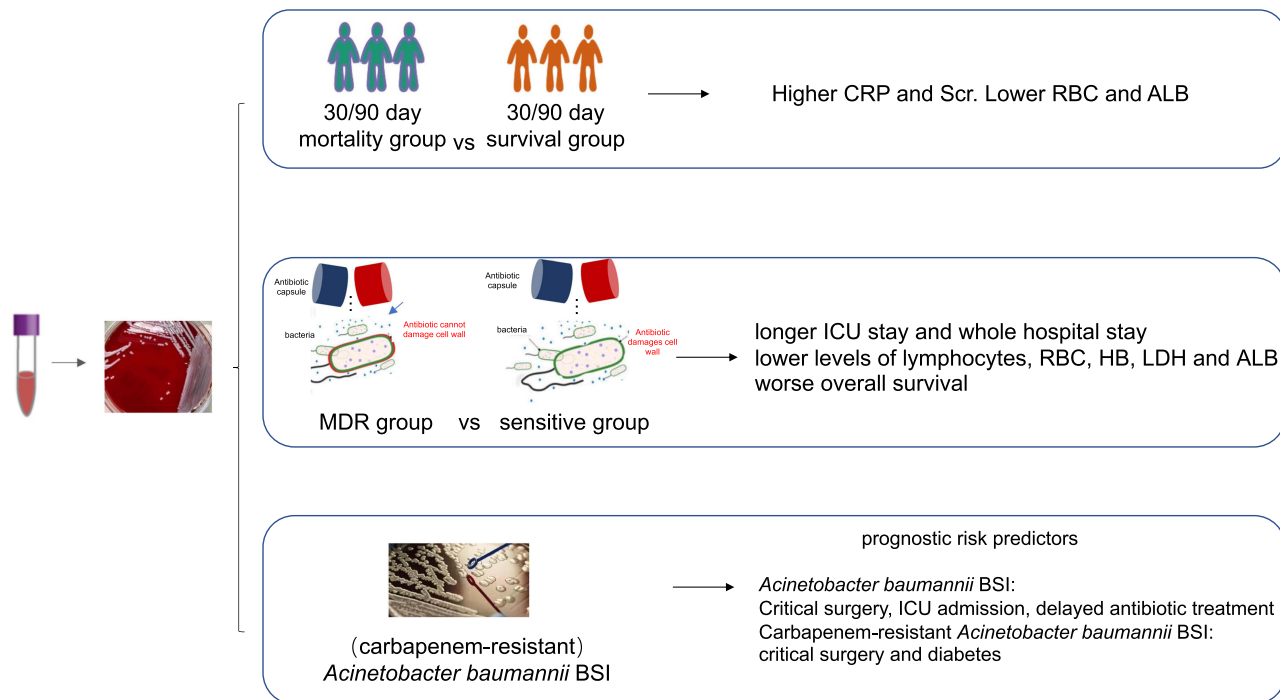 30/90 day
mortality group
vs
30/90 day
survival group
Higher CRP and Scr. Lower RBC and ALB
Antibiotic
capsule
bacteria
Antibiotic cannot
damage cell wall
Antibiotic
capsule
bacteria
Antibiotic
damages cell
wall
MDR group vs sensitive group
longer ICU stay and whole hospital stay
lower levels of lymphocytes, RBC, HB, LDH and ALB
worse overall survival
(carbapenem-resistant)
Acinetobacter baumannii BSI
prognostic risk predictors
Acinetobacter baumannii BSI:
Critical surgery, ICU admission, delayed antibiotic treatment
Carbapenem-resistant Acinetobacter baumannii BSI:
critical surgery and diabetes